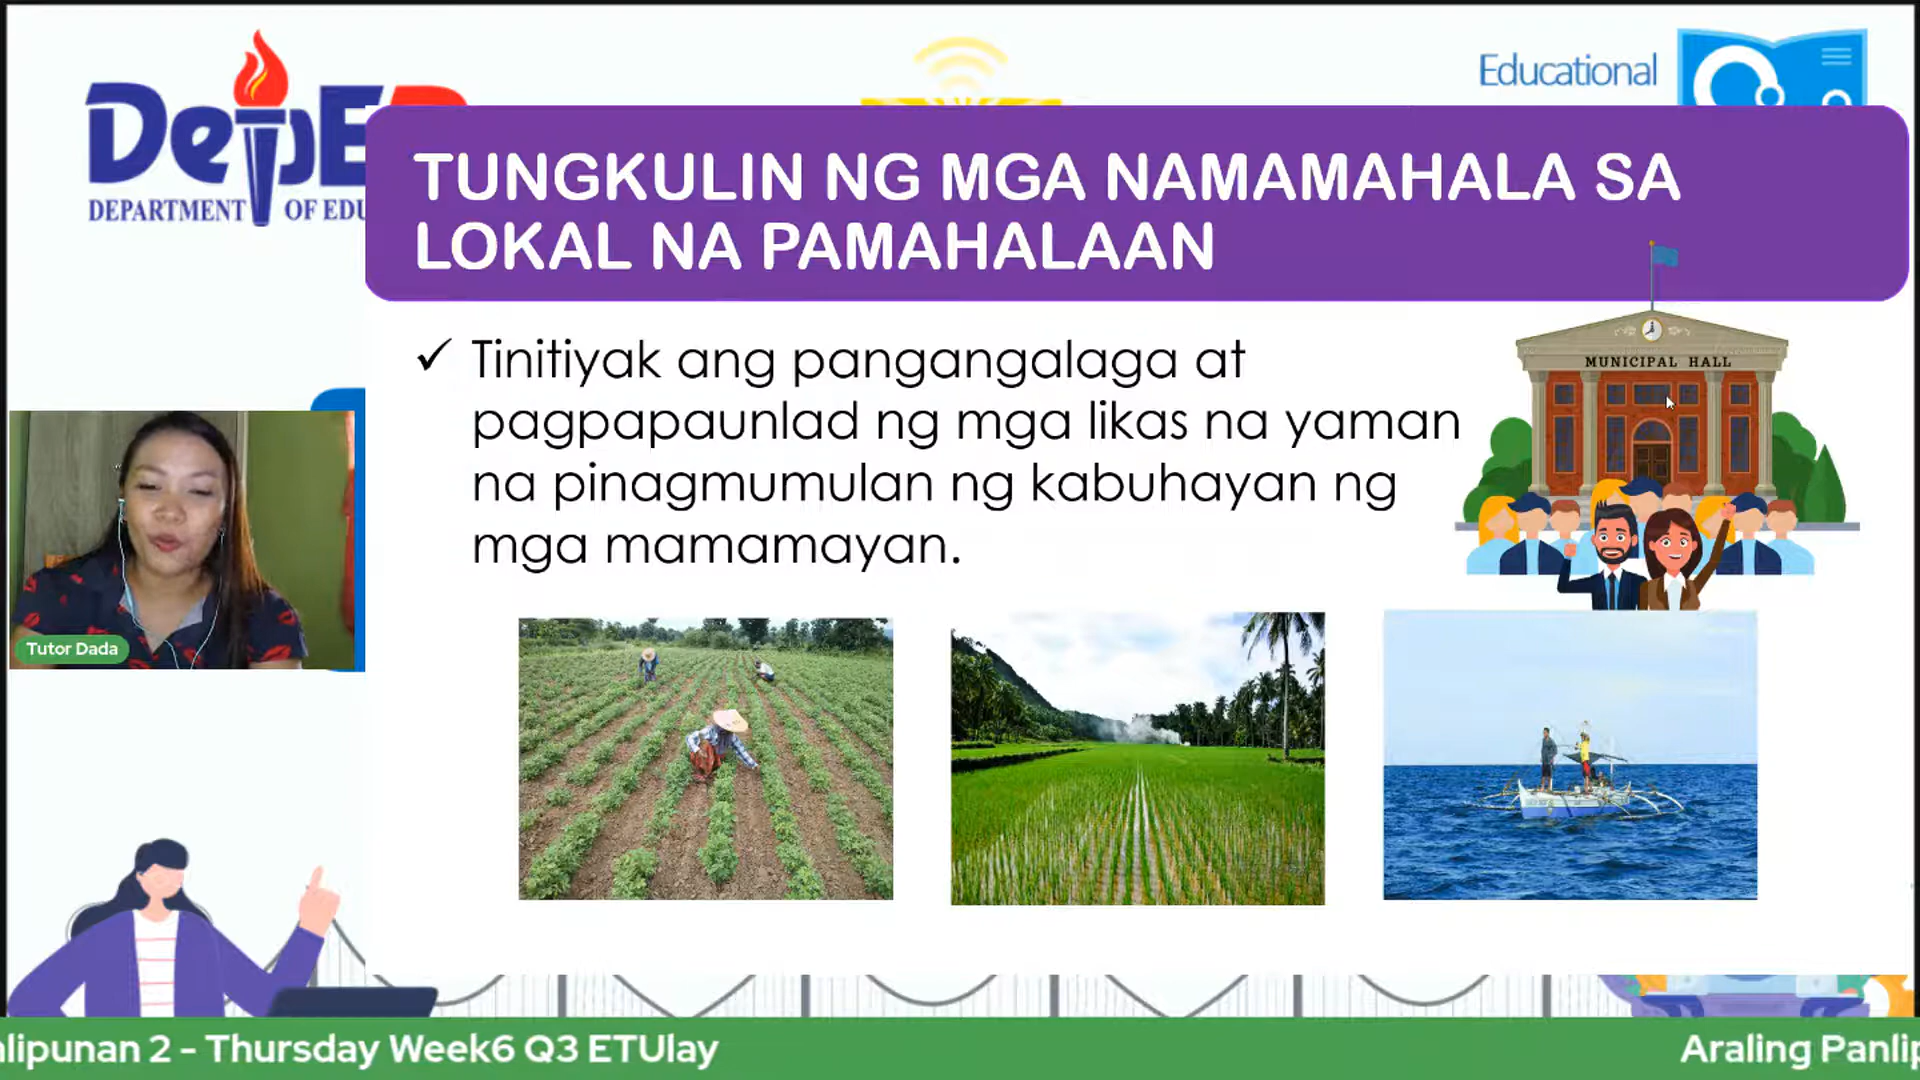 DepE
DEPARTMENT OF EDU
Educational
TUNGKULIN NG MGA NAMAMAHALA SA
LOKAL NA PAMAHALAAN
✓ Tinitiyak ang pangangalaga at
pagpapaunlad ng mga likas na yaman
na pinagmumulan ng kabuhayan ng
mga mamamayan.
MUNICIPAL HALL
Tutor Dada
lipunan 2 - Thursday Week6 Q3 ETUlay
Araling Panlip